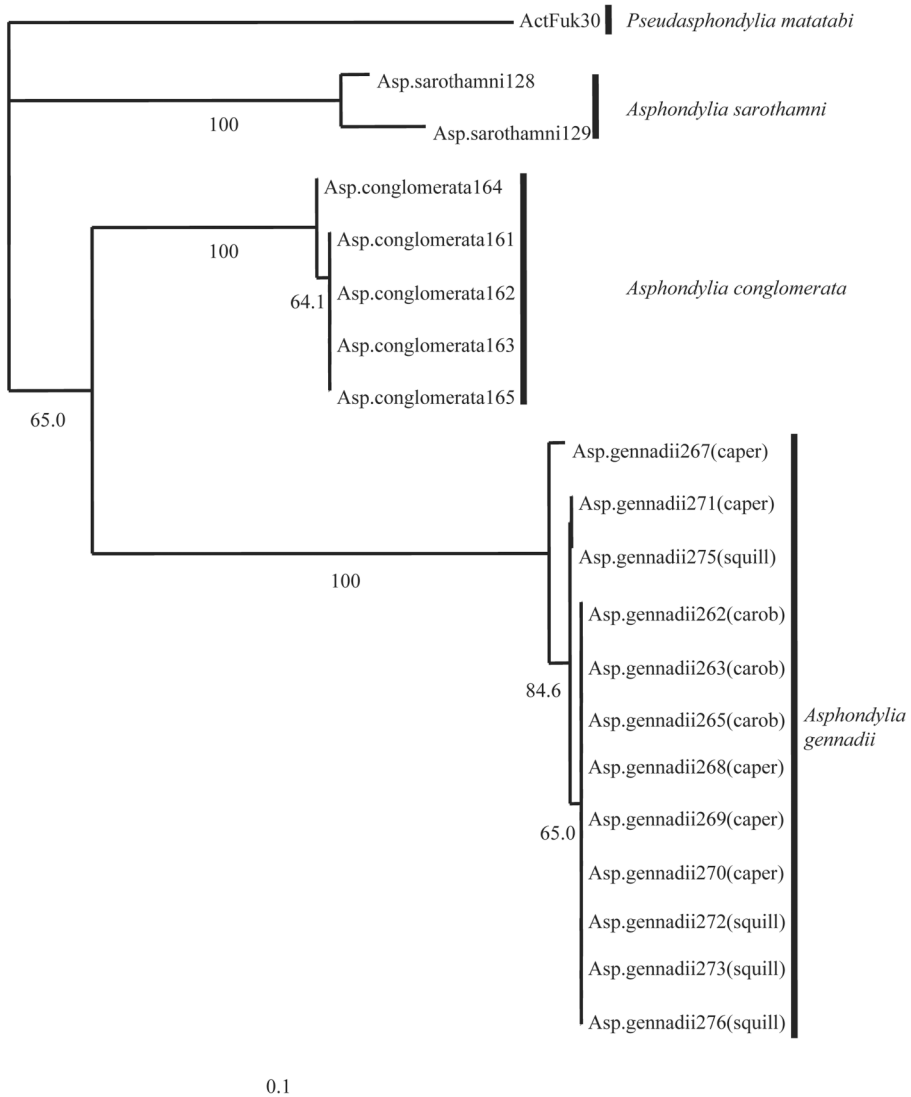 ActFuk30
Pseudasphondylia matatabi
Asp.sarothamni128
Asphondylia sarothamni
100
Asp.sarothamni129
Asp.conglomerata164
Asp.conglomerata161
100
Asp.conglomerata162
Asphondylia conglomerata
64.1
Asp.conglomerata163
Asp.conglomerata165
65.0
Asp.gennadii267(caper)
Asp.gennadii271(caper)
Asp.gennadii275(squill)
100
Asp.gennadii262(carob)
Asp.gennadii263(carob)
84.6
Asp.gennadii265(carob)
Asphondylia
gennadii
Asp.gennadii268(caper)
Asp.gennadii269(caper)
65.0
Asp.gennadii270(caper)
Asp.gennadii272(squill)
Asp.gennadii273(squill)
Asp.gennadii276(squill)
0.1